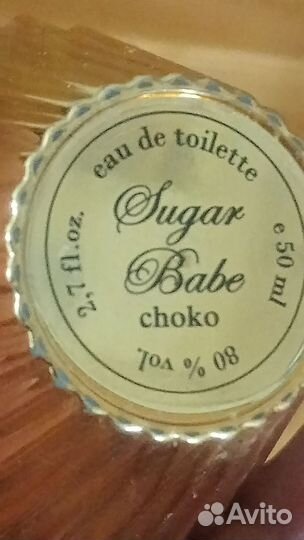 eau de toilette
Sugar
Babe
choko
2,7 fl.oz.
e 50 ml
80 % vol.
Avito